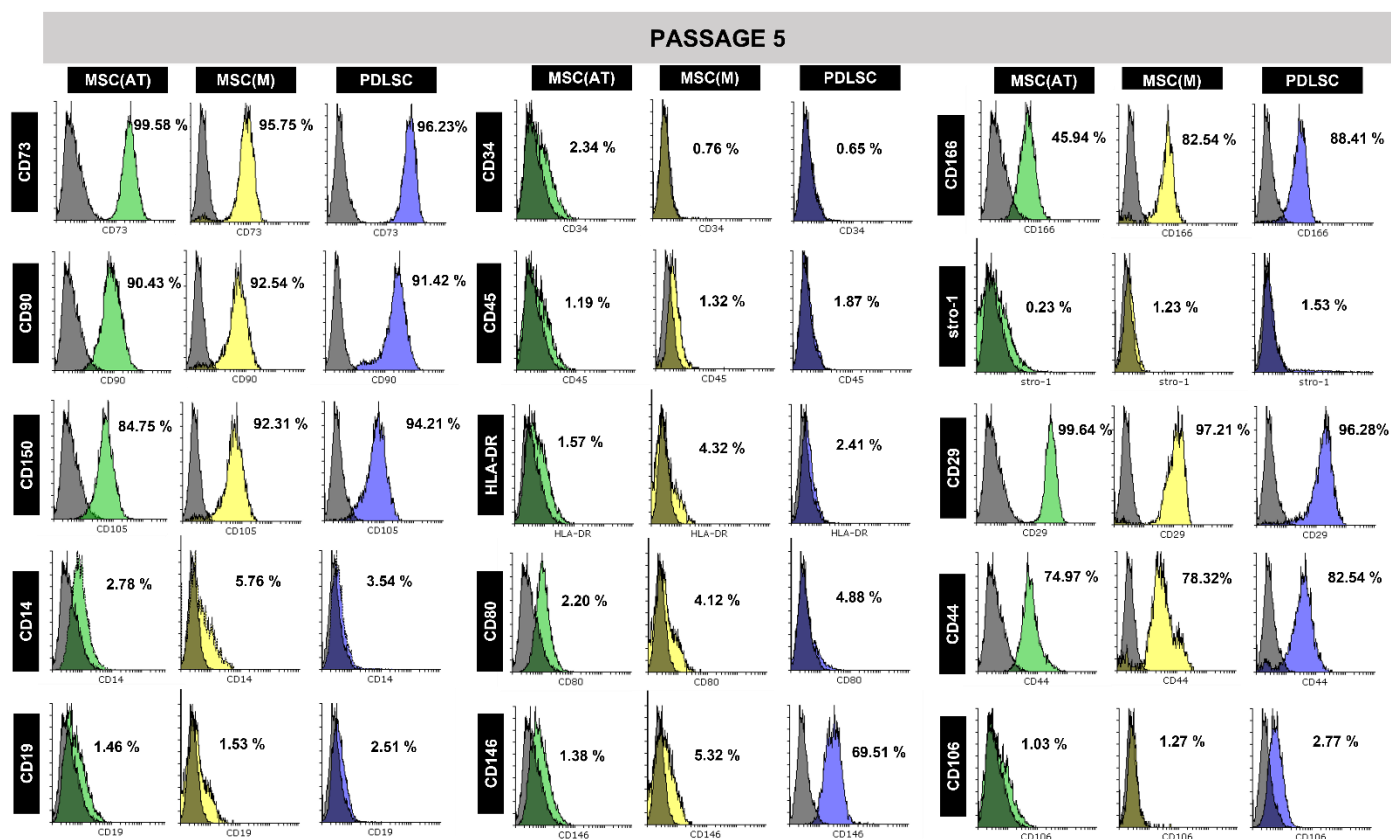 PASSAGE 5
MSC(AT) MSC(M) PDLSC MSC(AT) MSC(M) PDLSC MSC(AT) MSC(M) PDLSC
CD73 99.58 % 95.75 % 96.23% CD34 2.34 % 0.76 % 0.65 % CD166 45.94 % 82.54 % 88.41 %
CD73 CD73 CD73 CD34 CD34 CD34 CD166 CD166 CD166
CD90 90.43 % 92.54 % 91.42 % CD45 1.19 % 1.32 % 1.87 % stro-1 0.23 % 1.23 % 1.53 %
CD90 CD90 CD90 CD45 CD45 CD45 stro-1 stro-1 stro-1
CD150 84.75 % 92.31 % 94.21 % HLA-DR 1.57 % 4.32 % 2.41 % CD29 99.64 % 97.21% 96.28%
CD105 CD105 CD105 HLA-DR HLA-DR HLA-DR CD29 CD29 CD29
CD14 2.78 % 5.76 % 3.54 % CD80 2.20 % 4.12 % 4.88 % CD44 74.97 % 78.32% 82.54 %
CD14 CD14 CD14 CD80 CD80 CD80 CD44 CD44 CD44
CD19 1.46 % 1.53 % 2.51 % CD146 1.38 % 5.32 % 69.51 % CD106 1.03 % 1.27 % 2.77 %
CD19 CD19 CD19 CD146 CD146 CD146 CD106 CD106 CD106